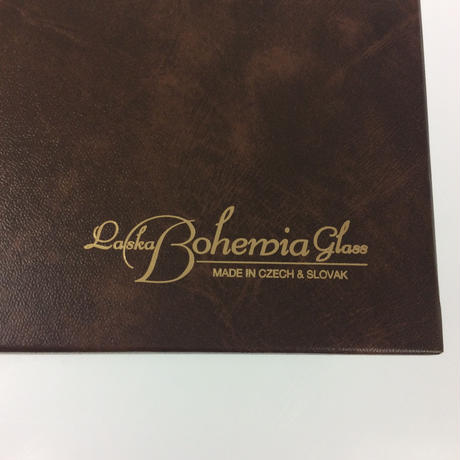 Laska Bohemia Glass
MADE IN CZECH & SLOVAK